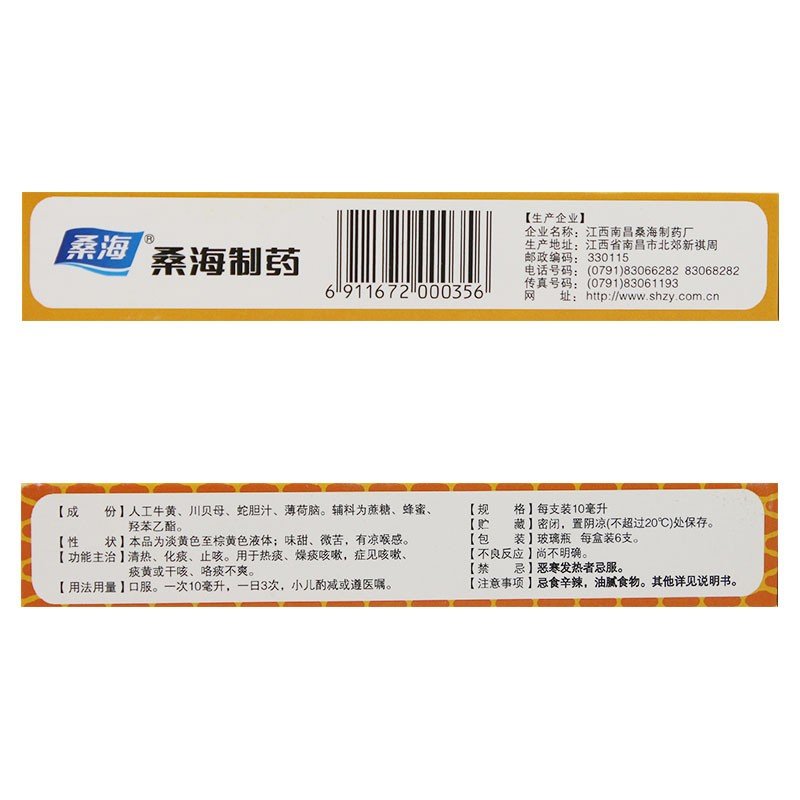 桑海®
桑海制药
6 911672 000356
【生产企业】
企业名称：江西南昌桑海制药厂
生产地址：江西省南昌市北郊新祺周
邮政编码：330115
电话号码：(0791)83066282 83068282
传真号码：(0791)83061193
网 址：http://www.shzy.com.cn
【成 份】人工牛黄、川贝母、蛇胆汁、薄荷脑。辅料为蔗糖、蜂蜜、
羟苯乙酯。
【性 状】本品为淡黄色至棕黄色液体；味甜、微苦，有凉喉感。
【功能主治】清热、化痰、止咳。用于热痰、燥痰咳嗽，症见咳嗽、
痰黄或干咳、咯痰不爽。
【用法用量】口服。一次10毫升，一日3次，小儿酌减或遵医嘱。
【规 格】每支装10毫升
【贮 藏】密闭，置阴凉(不超过20℃)处保存。
【包 装】玻璃瓶 每盒装6支。
【不良反应】尚不明确。
【禁 忌】恶寒发热者忌服。
【注意事项】忌食辛辣，油腻食物。其他详见说明书。